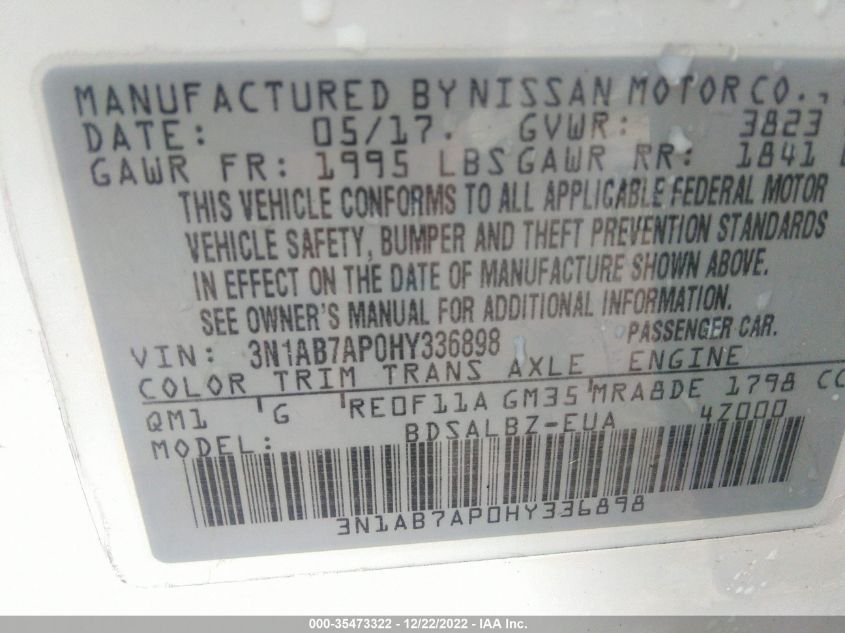 MANUFACTURED BY NISSAN MOTOR CO.,
DATE: 05/17. GVWR: 3823
GAWR FR: 1995 LBS GAWR RR: 1841
THIS VEHICLE CONFORMS TO ALL APPLICABLE FEDERAL MOTOR
VEHICLE SAFETY, BUMPER AND THEFT PREVENTION STANDARDS
IN EFFECT ON THE DATE OF MANUFACTURE SHOWN ABOVE.
SEE OWNER'S MANUAL FOR ADDITIONAL INFORMATION.
VIN: 3N1AB7AP0HY336898 PASSENGER CAR.
COLOR TRIM TRANS AXLE ENGINE
QM1 G RE0F11A GM35 MRA8DE 1798 CC
MODEL: BDSALBZ-EUA 4Z000
3N1AB7AP0HY336898
000-35473322 - 12/22/2022 - IAA Inc.